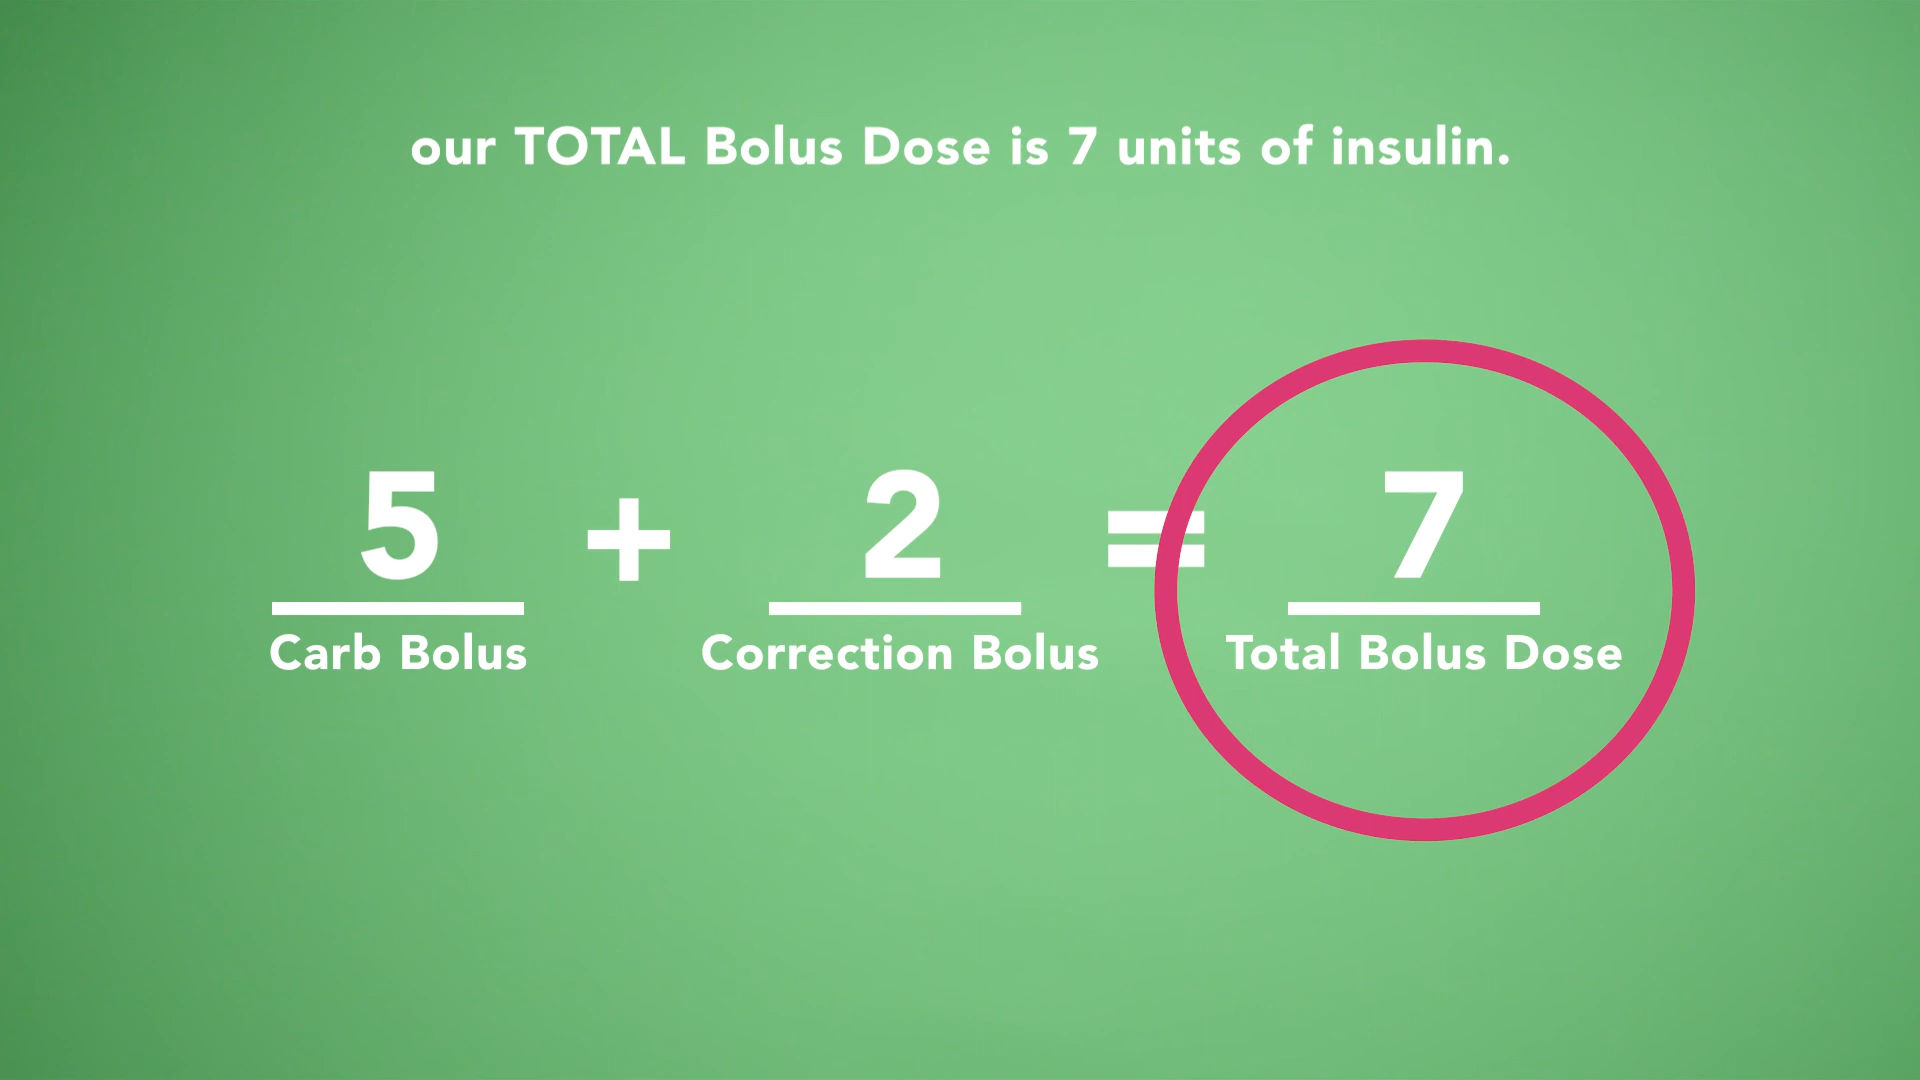 our TOTAL Bolus Dose is 7 units of insulin.
5 + 2 = 7
Carb Bolus Correction Bolus Total Bolus Dose